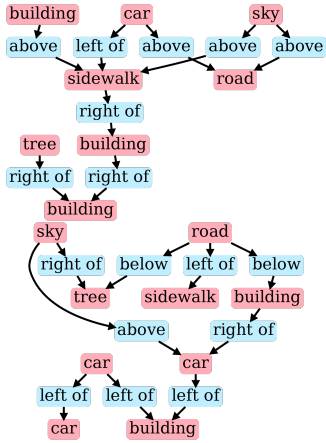 building car sky
above left of above above above
sidewalk road
right of
tree building
right of right of
building
sky road
right of below left of below
tree sidewalk building
above right of
car car
left of left of left of
car building